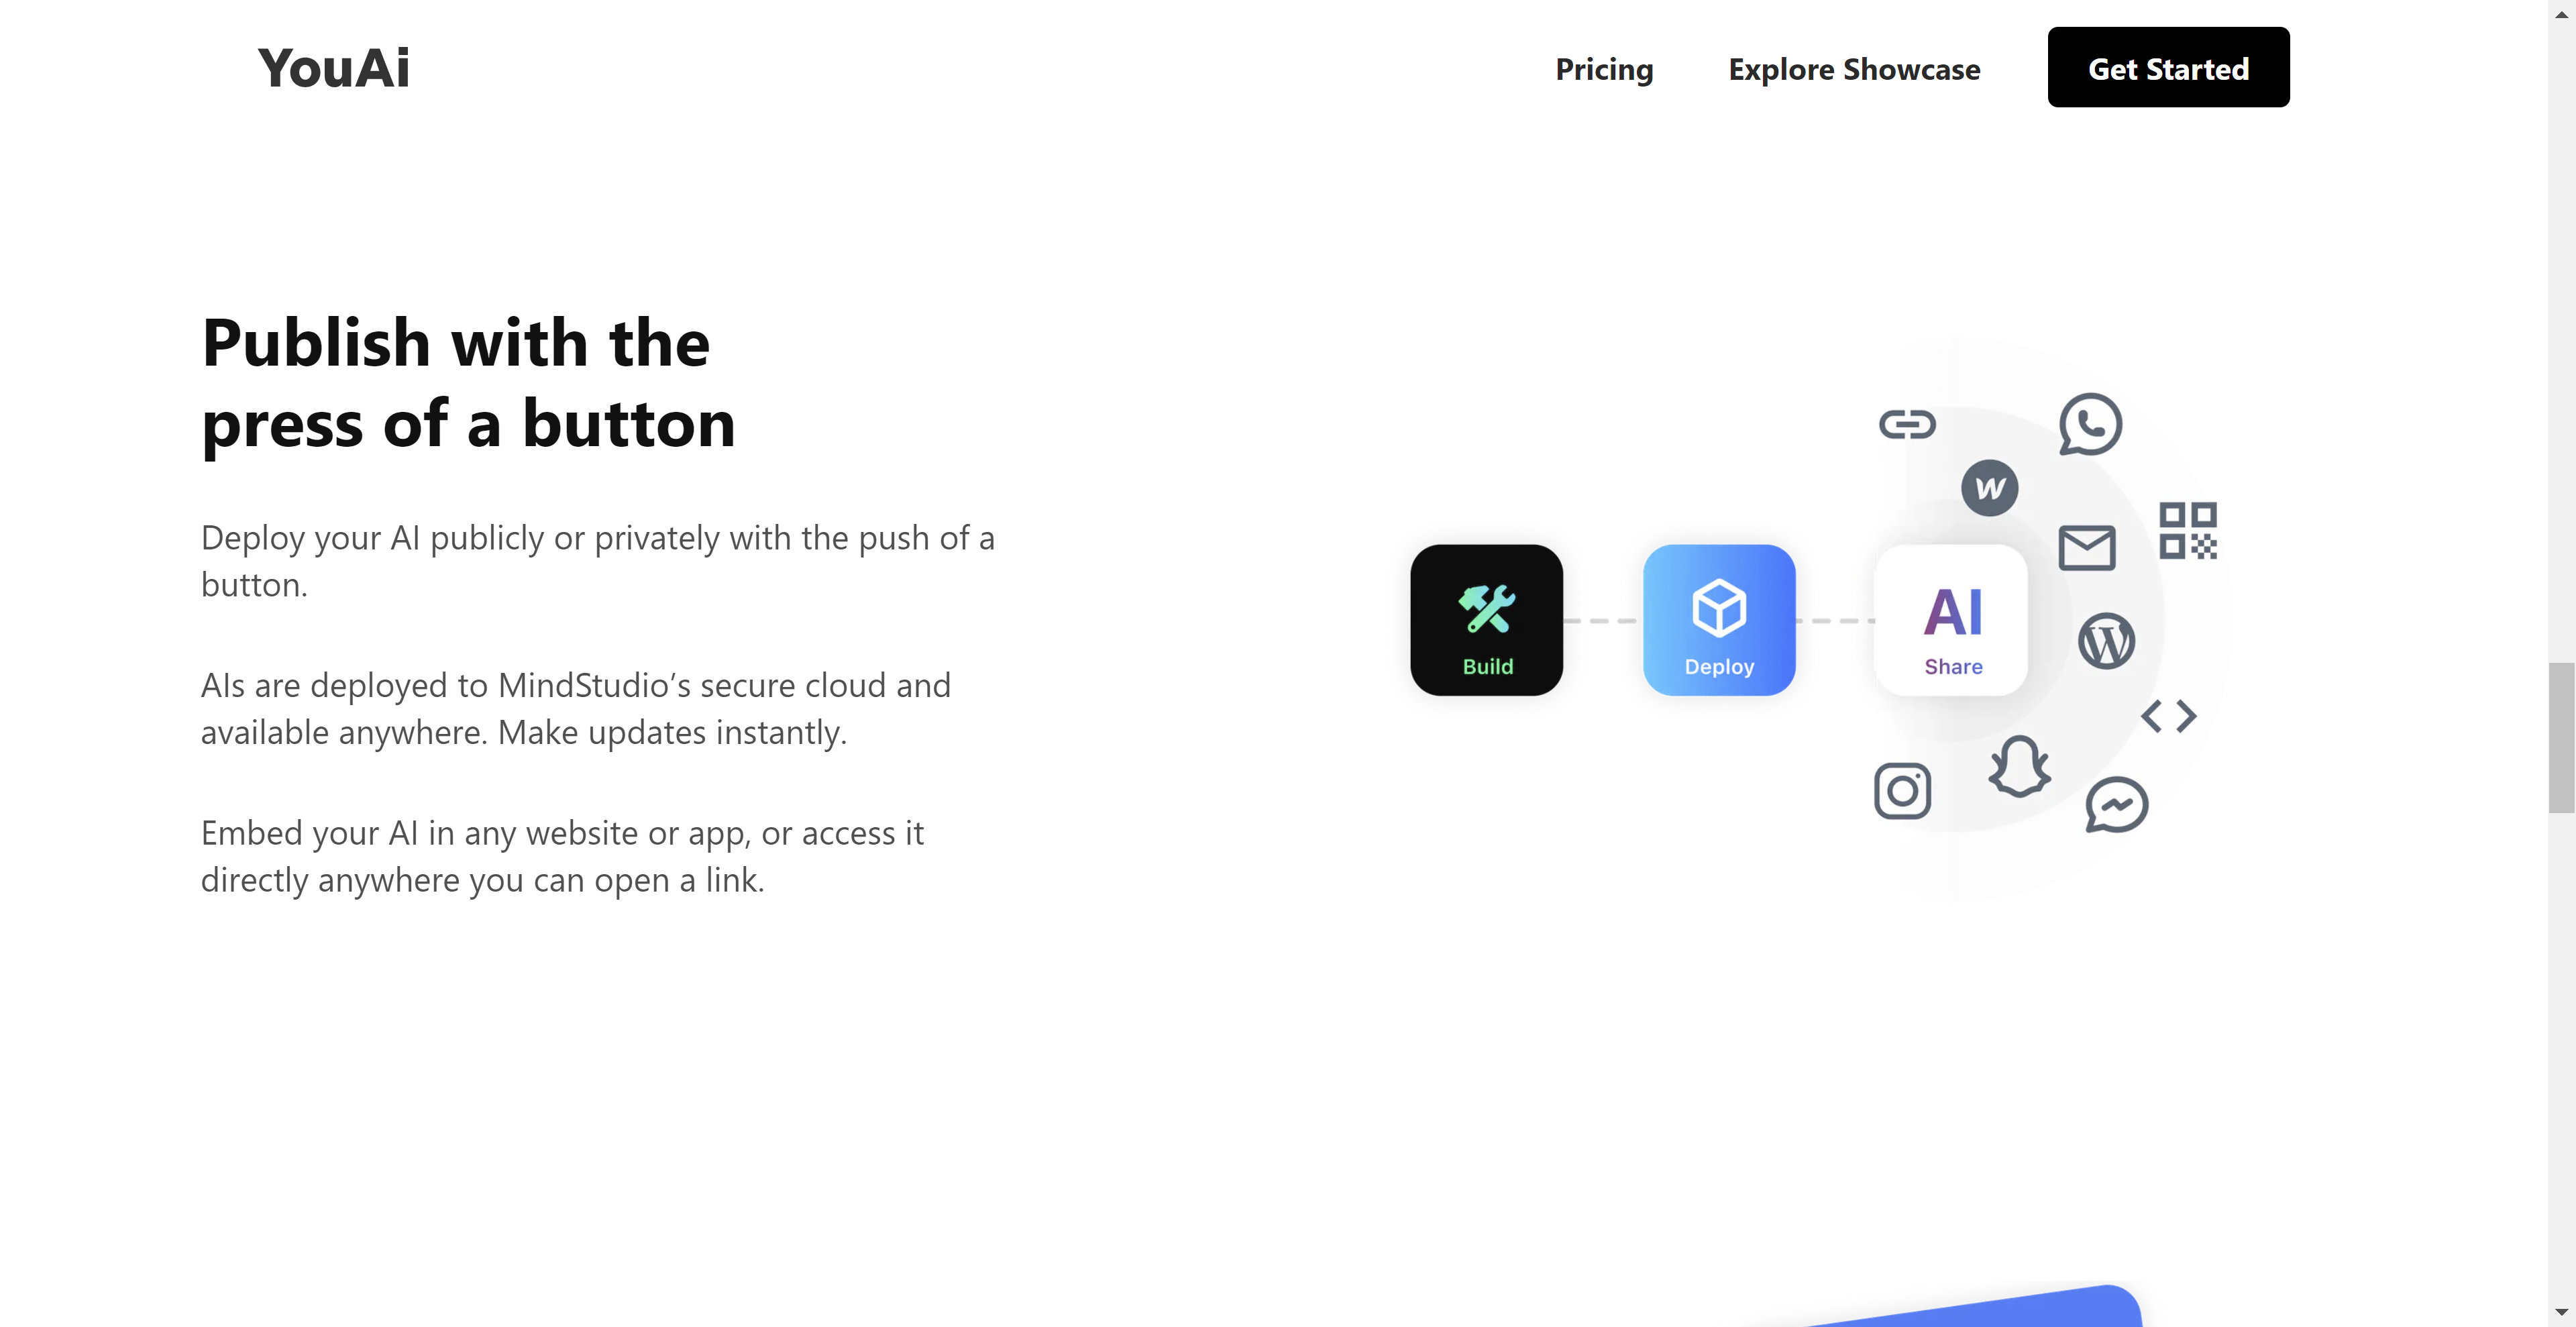 YouAi
Pricing
Explore Showcase
Get Started
Publish with the
press of a button
Deploy your AI publicly or privately with the push of a
button.
AIs are deployed to MindStudio’s secure cloud and
available anywhere. Make updates instantly.
Embed your AI in any website or app, or access it
directly anywhere you can open a link.
Build
Deploy
AI
Share